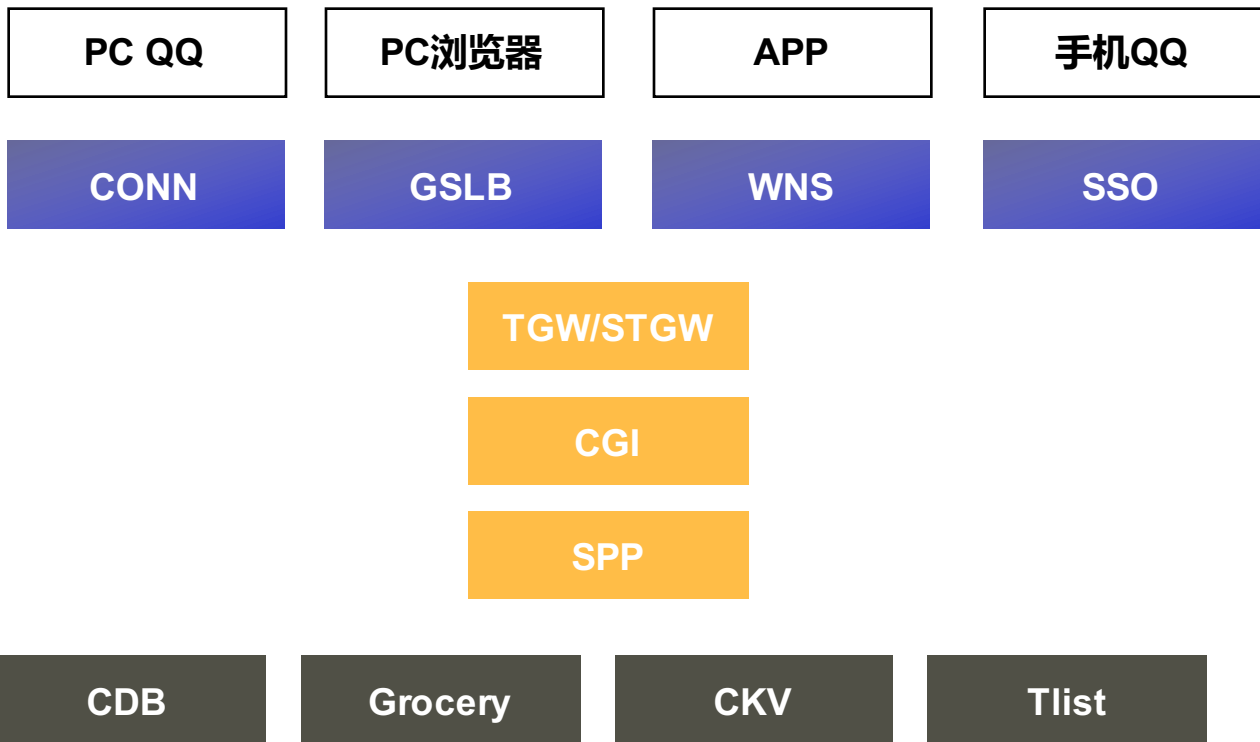 PC QQ
PC浏览器
APP
手机QQ
CONN
GSLB
WNS
SSO
TGW/STGW
CGI
SPP
CDB
Grocery
CKV
Tlist